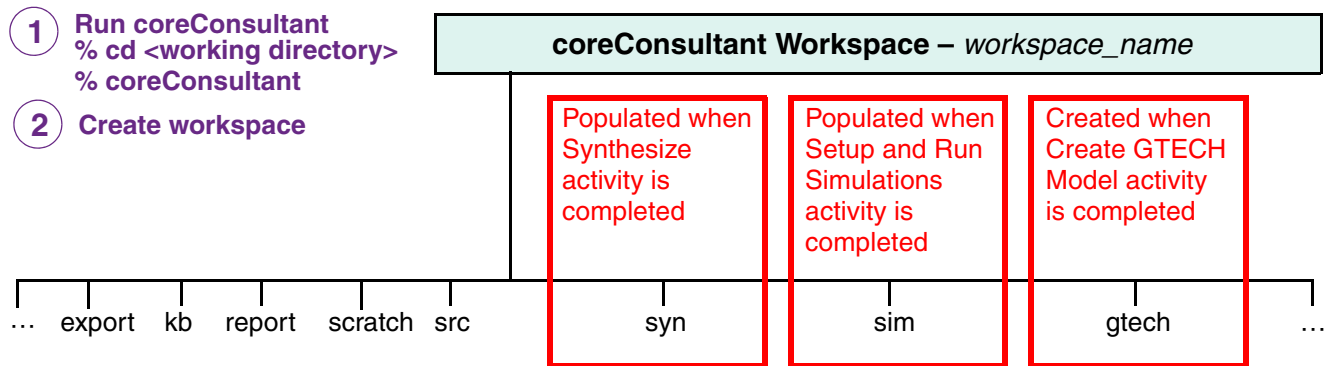 1 Run coreConsultant
% cd <working directory>
% coreConsultant
2 Create workspace
coreConsultant Workspace – workspace_name
Populated when
Synthesize
activity is
completed
Populated when
Setup and Run
Simulations
activity is
completed
Created when
Create GTECH
Model activity
is completed
... export kb report scratch src syn sim gtech ...